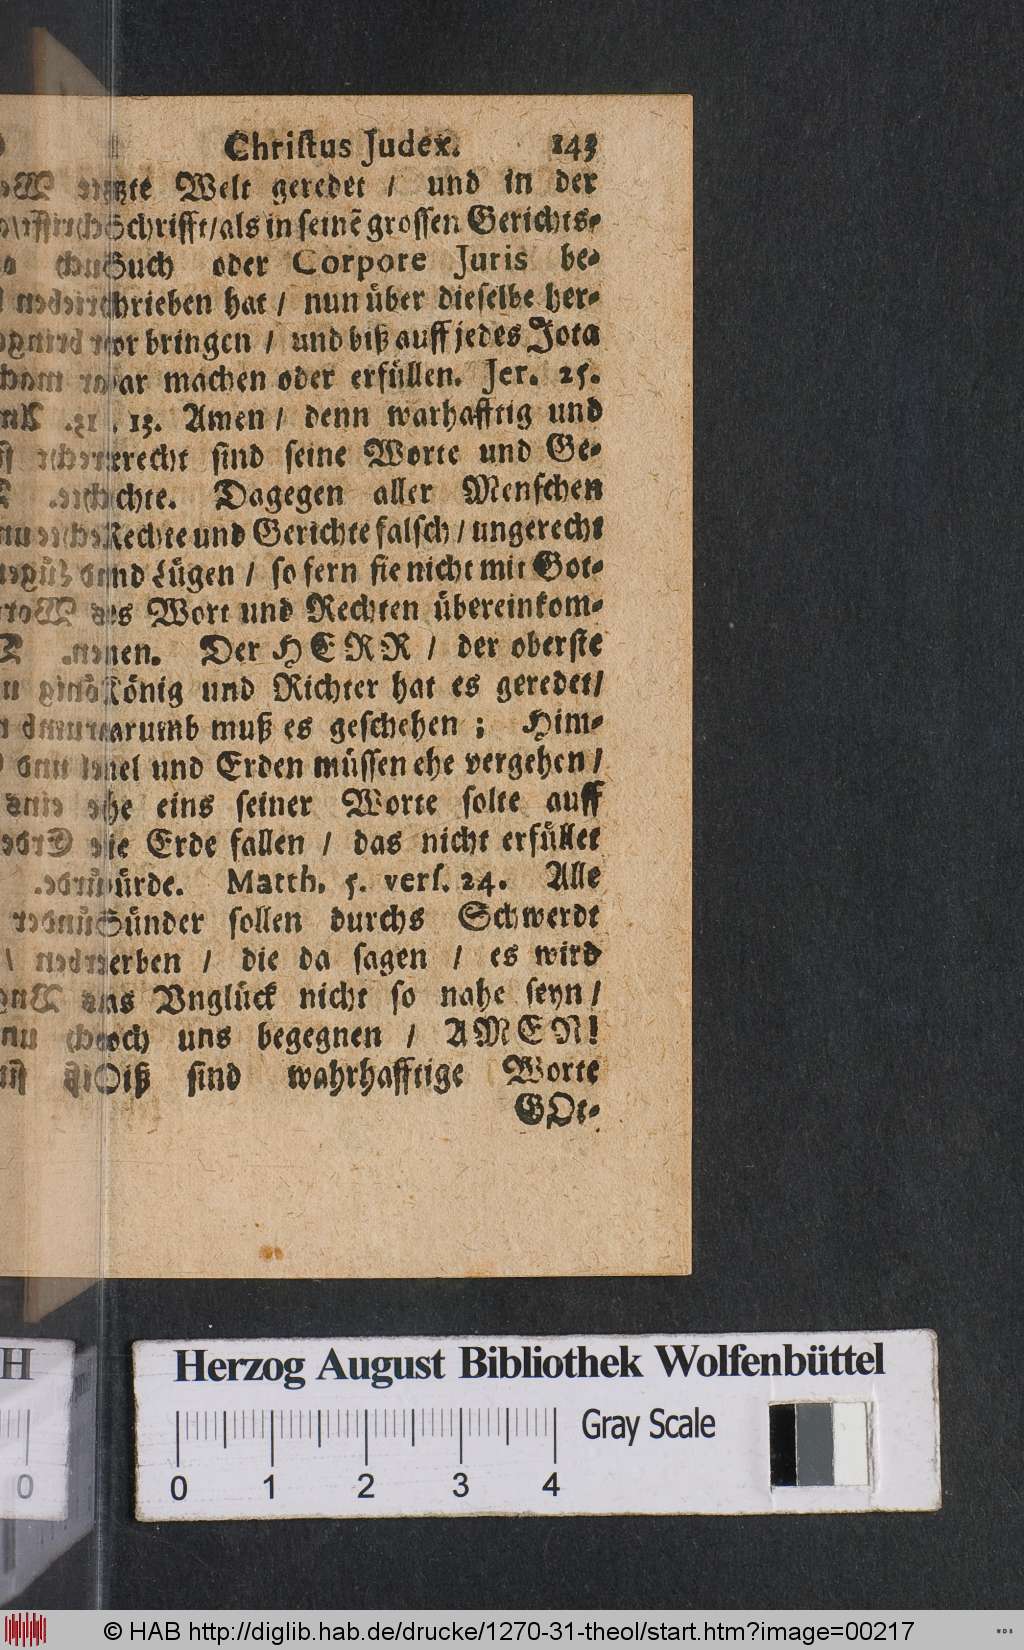 Christus Judex. 143
tzte Welt geredet / und in der
Schrifft / als in seinẽ grossen Gerichts-
Buch oder Corpore Juris be-
schrieben hat / nun über dieselbe her-
vor bringen / und biß auff jedes Jota
war machen oder erfüllen. Jer. 25.
v. 13. Amen / denn warhafftig und
gerecht sind seine Worte und Ge-
richte. Dagegen aller Menschen
Rechte und Gerichte falsch / ungerecht
und Lügen / so fern sie nicht mit Got-
tes Wort und Rechten übereinkom-
men. Der HERR / der oberste
König und Richter hat es geredet /
warumb muß es geschehen ; Him-
mel und Erden müssen ehe vergehen /
ehe eins seiner Worte solte auff
die Erde fallen / das nicht erfüllet
würde. Matth. 5. vers. 24. Alle
Sünder sollen durchs Schwerdt
sterben / die da sagen / es wird
das Vnglück nicht so nahe seyn /
noch uns begegnen / AMEN!
Diß sind wahrhafftige Worte
GOt-
H
0
Herzog August Bibliothek Wolfenbüttel
0 1 2 3 4 Gray Scale
© HAB http://diglib.hab.de/drucke/1270-31-theol/start.htm?image=00217